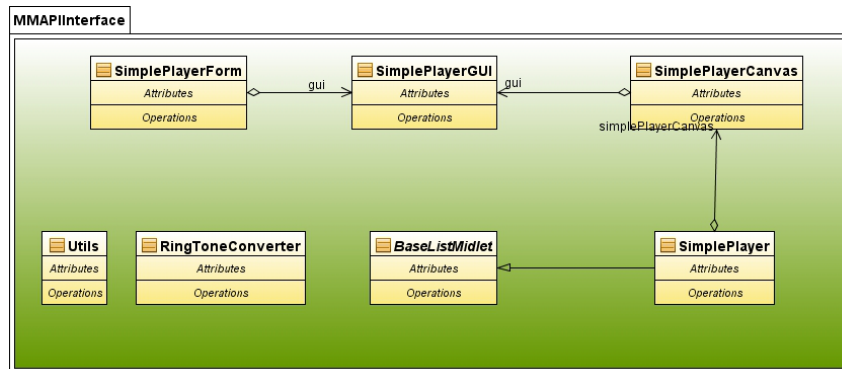 MMAPIInterface
SimplePlayerForm
Attributes
Operations
gui
SimplePlayerGUI
Attributes
Operations
gui
SimplePlayerCanvas
Attributes
Operations
simplePlayerCanvas
Utils
Attributes
Operations
RingToneConverter
Attributes
Operations
BaseListMidlet
Attributes
Operations
SimplePlayer
Attributes
Operations